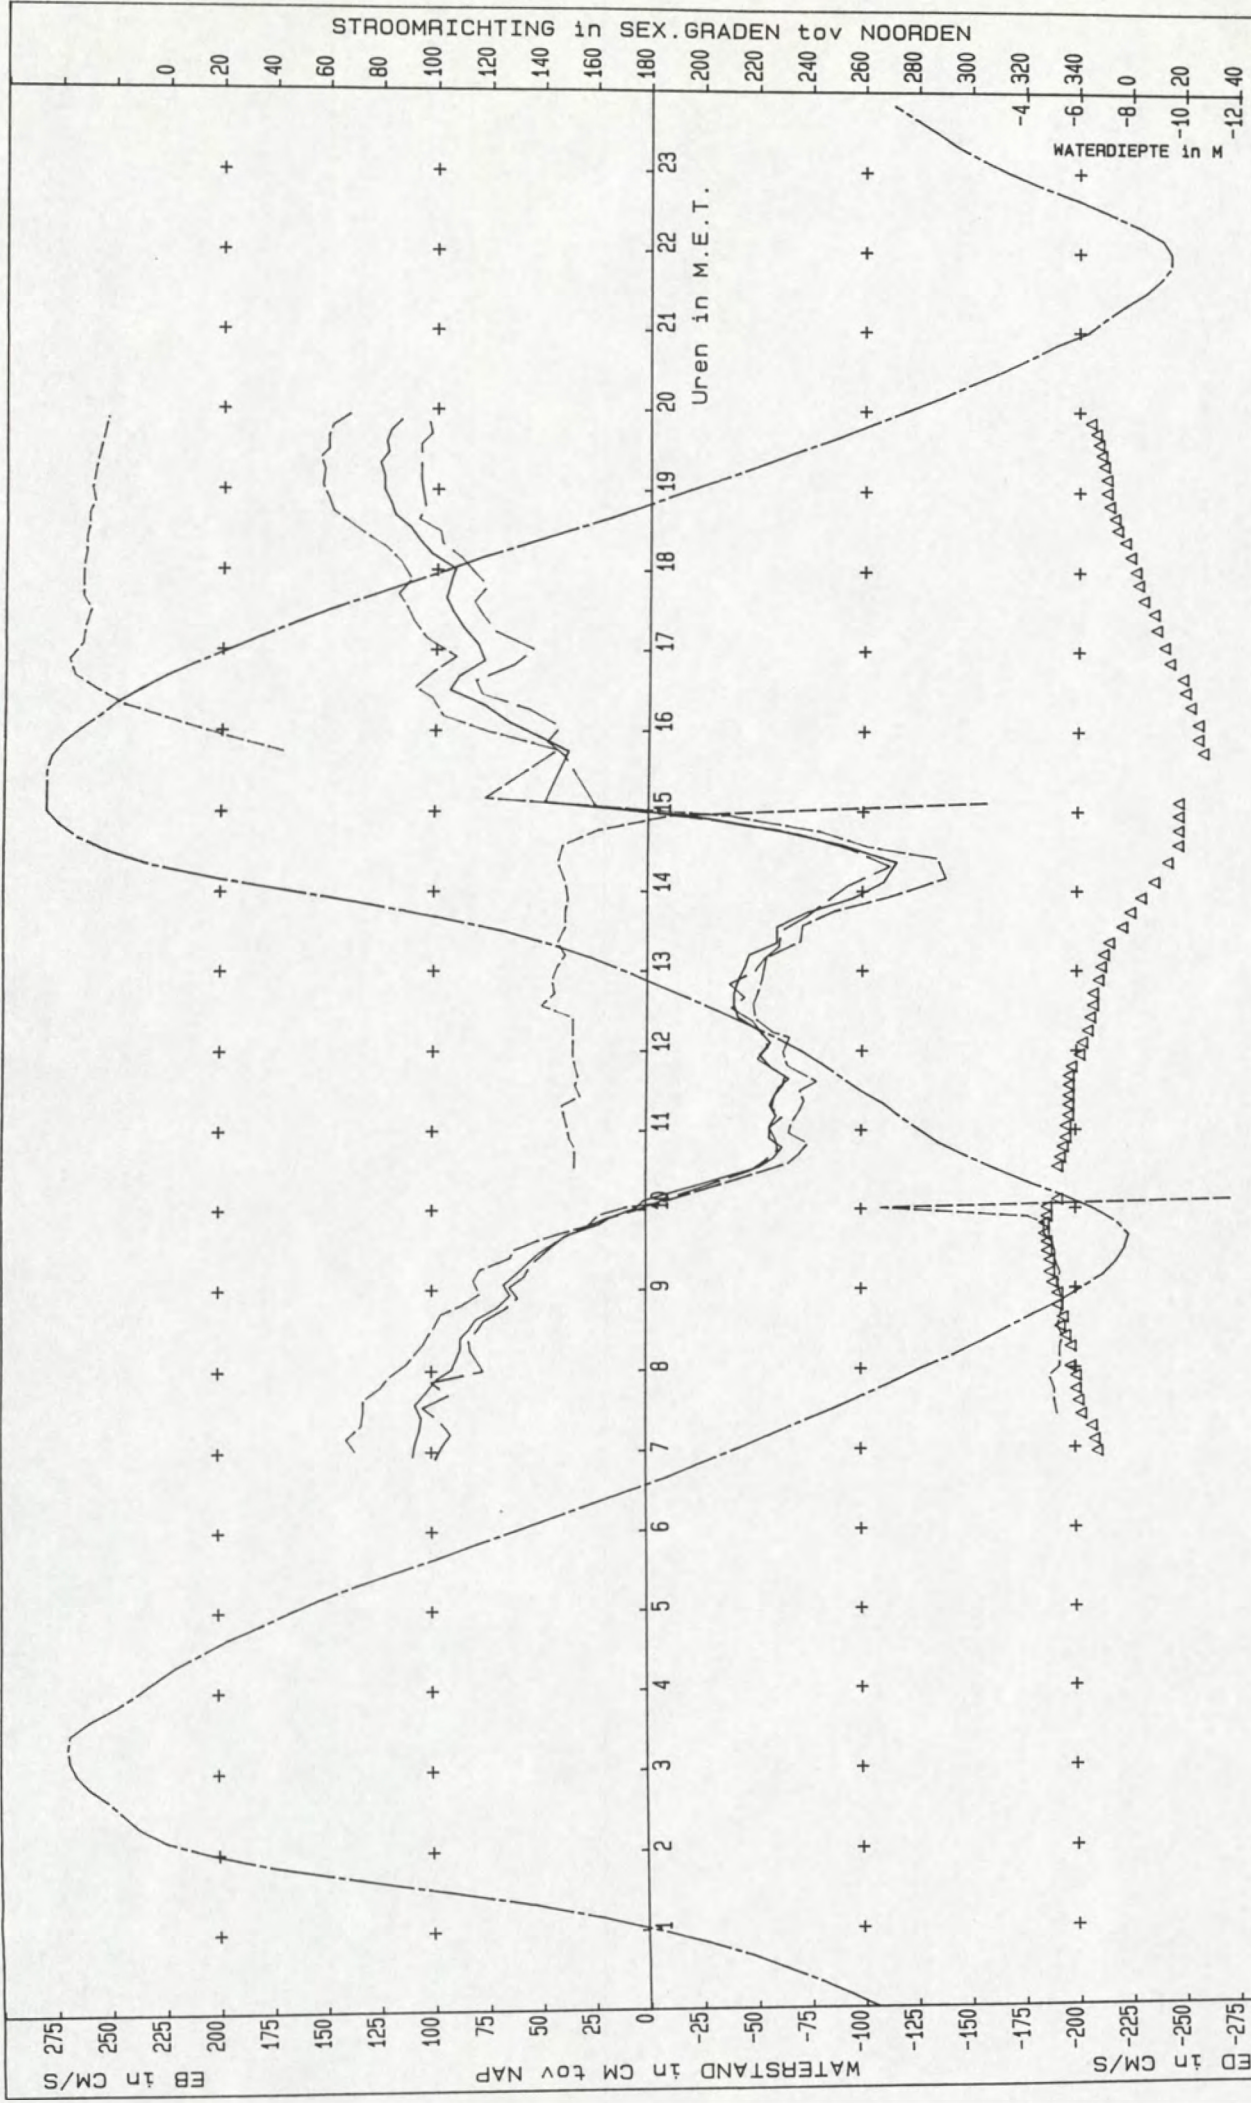 STROOMRICHTING in SEX.GRADEN tov NOORDEN
0 20 40 60 80 100 120 140 160 180 200 220 240 260 280 300 320 340 0 20 40
-4 -6 -8 -10 -12
WATERDIEPTE in M
Uren in M.E.T.
1 2 3 4 5 6 7 8 9 10 11 12 13 14 15 16 17 18 19 20 21 22 23
275 250 225 200 175 150 125 100 75 50 25 0 -25 -50 -75 -100 -125 -150 -175 -200 -225 -250 -275
EB in CM/S
WATERSTAND in CM tov NAP
ED in CM/S